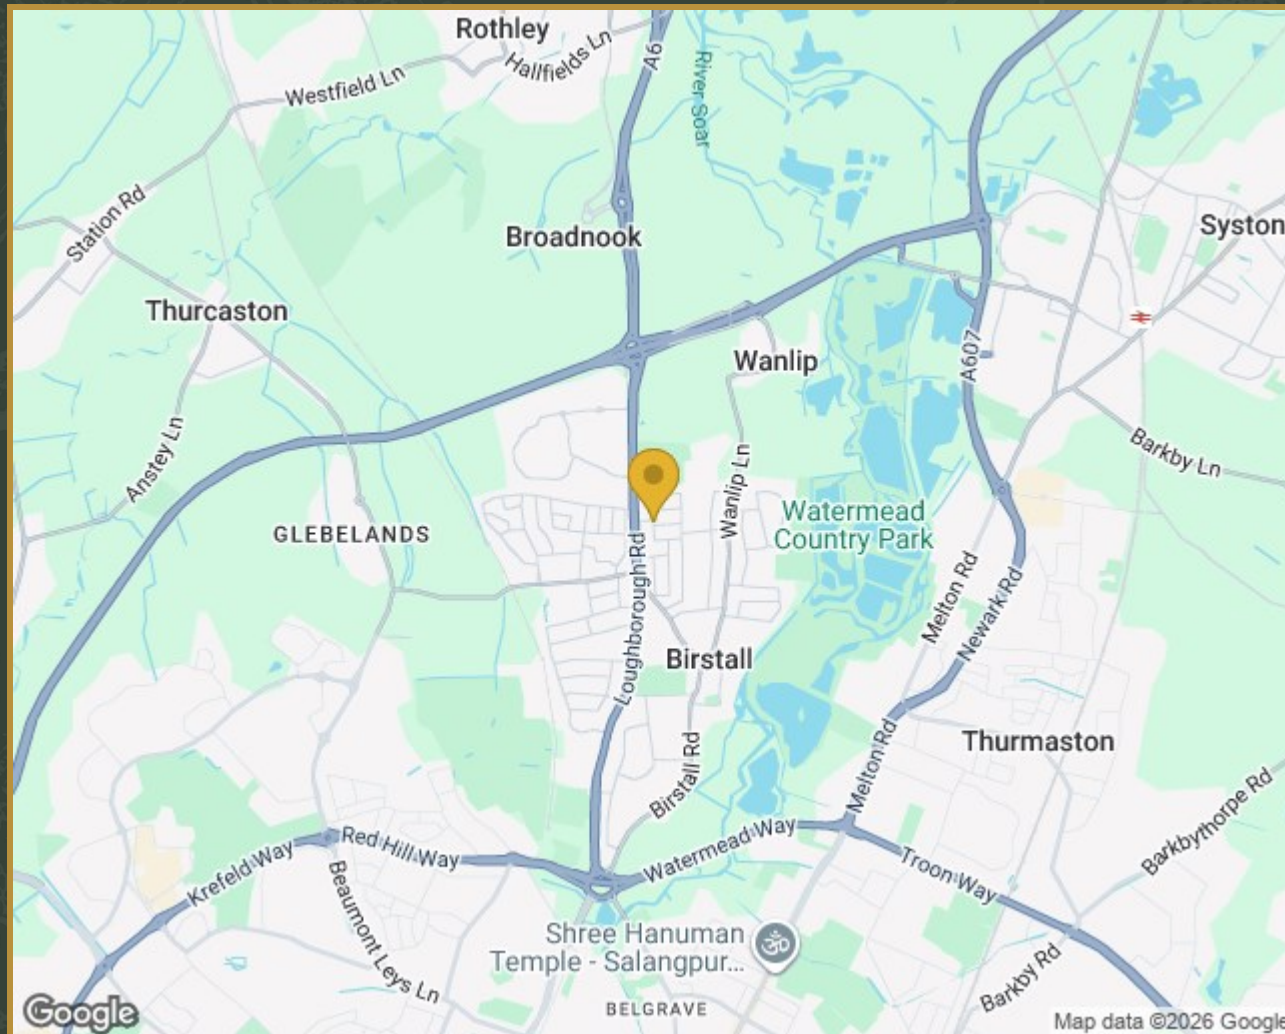 Rothley
Hallfields Ln
A6
Westfield Ln
River Soar
Station Rd
Broadnook
Syston
Thurcaston
Wanlip
A607
Anstey Ln
Barkby Ln
Wanlip Ln
Watermead
Country Park
GLEBELANDS
Loughborough Rd
Melton Rd
Newark Rd
Birstall
Thurmaston
Melton Rd
Birstall Rd
Barkbythorpe Rd
Watermead Way
Red Hill Way
Krefeld Way
Troon Way
Beaumont Leys Ln
Shree Hanuman
Temple - Salangpur...
Barkby Rd
BELGRAVE
Google
Map data ©2026 Google